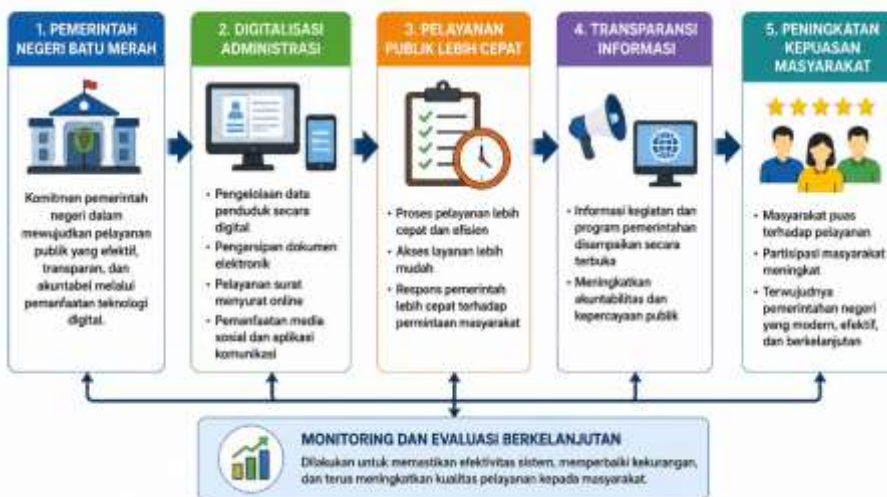 1. PEMERINTAH
NEGERI BATU MERAH
Komitmen pemerintah
negeri dalam
mewujudkan pelayanan
publik yang efektif,
transparan, dan
akuntabel melalui
pemanfaatan teknologi
digital.
2. DIGITALISASI
ADMINISTRASI
• Pengelolaan data
penduduk secara
digital
• Pengarsipan dokumen
elektronik
• Pelayanan surat
menyurat online
• Pemanfaatan media
sosial dan aplikasi
komunikasi
3. PELAYANAN
PUBLIK LEBIH CEPAT
• Proses pelayanan lebih
cepat dan efisien
• Akses layanan lebih
mudah
• Respons pemerintah
lebih cepat terhadap
permintaan masyarakat
4. TRANSPARANSI
INFORMASI
• Informasi kegiatan dan
program pemerintahan
disampaikan secara
terbuka
• Meningkatkan
akuntabilitas dan
kepercayaan publik
5. PENINGKATAN
KEPUASAN
MASYARAKAT
• Masyarakat puas
terhadap pelayanan
• Partisipasi masyarakat
meningkat
• Terwujudnya
pemerintahan negeri
yang modern, efektif,
dan berkelanjutan
MONITORING DAN EVALUASI BERKELANJUTAN
Dilakukan untuk memastikan efektivitas sistem, memperbaiki kekurangan,
dan terus meningkatkan kualitas pelayanan kepada masyarakat.